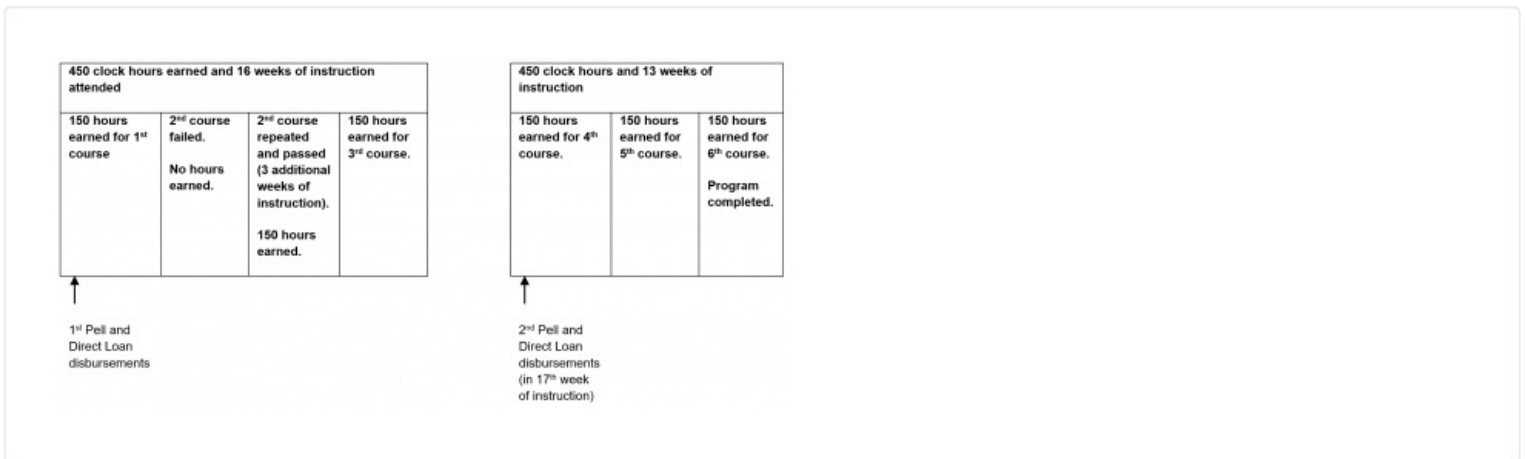 450 clock hours earned and 16 weeks of instruction
attended
150 hours
earned for 1st
course
2nd course
failed.
No hours
earned.
2nd course
repeated
and passed
(3 additional
weeks of
instruction).
150 hours
earned.
150 hours
earned for
3rd course.
1st Pell and
Direct Loan
disbursements
450 clock hours and 13 weeks of
instruction
150 hours
earned for 4th
course.
150 hours
earned for
5th course.
150 hours
earned for
6th course.
Program
completed.
2nd Pell and
Direct Loan
disbursements
(in 17th week
of instruction)